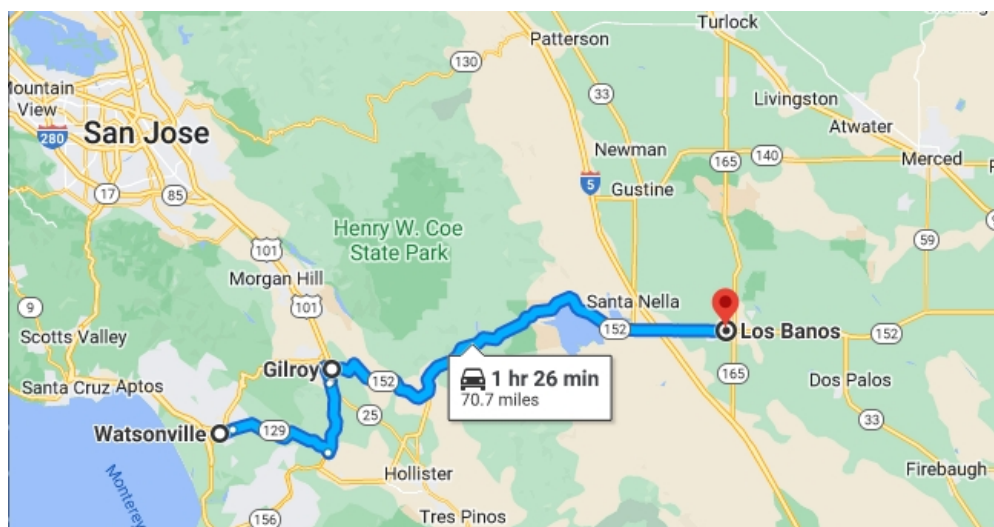 Turlock
Patterson
130
Mountain
View
33
Livingston
San Jose
280
Atwater
Newman
165
140
Merced
17
85
5
Gustine
Henry W. Coe
State Park
59
101
Morgan Hill
101
9
Santa Nella
Scotts Valley
152
Los Banos
152
Gilroy
152
1 hr 26 min
70.7 miles
165
Dos Palos
Santa Cruz
Aptos
25
33
Watsonville
129
Hollister
Firebaugh
Monterey
156
Tres Pinos